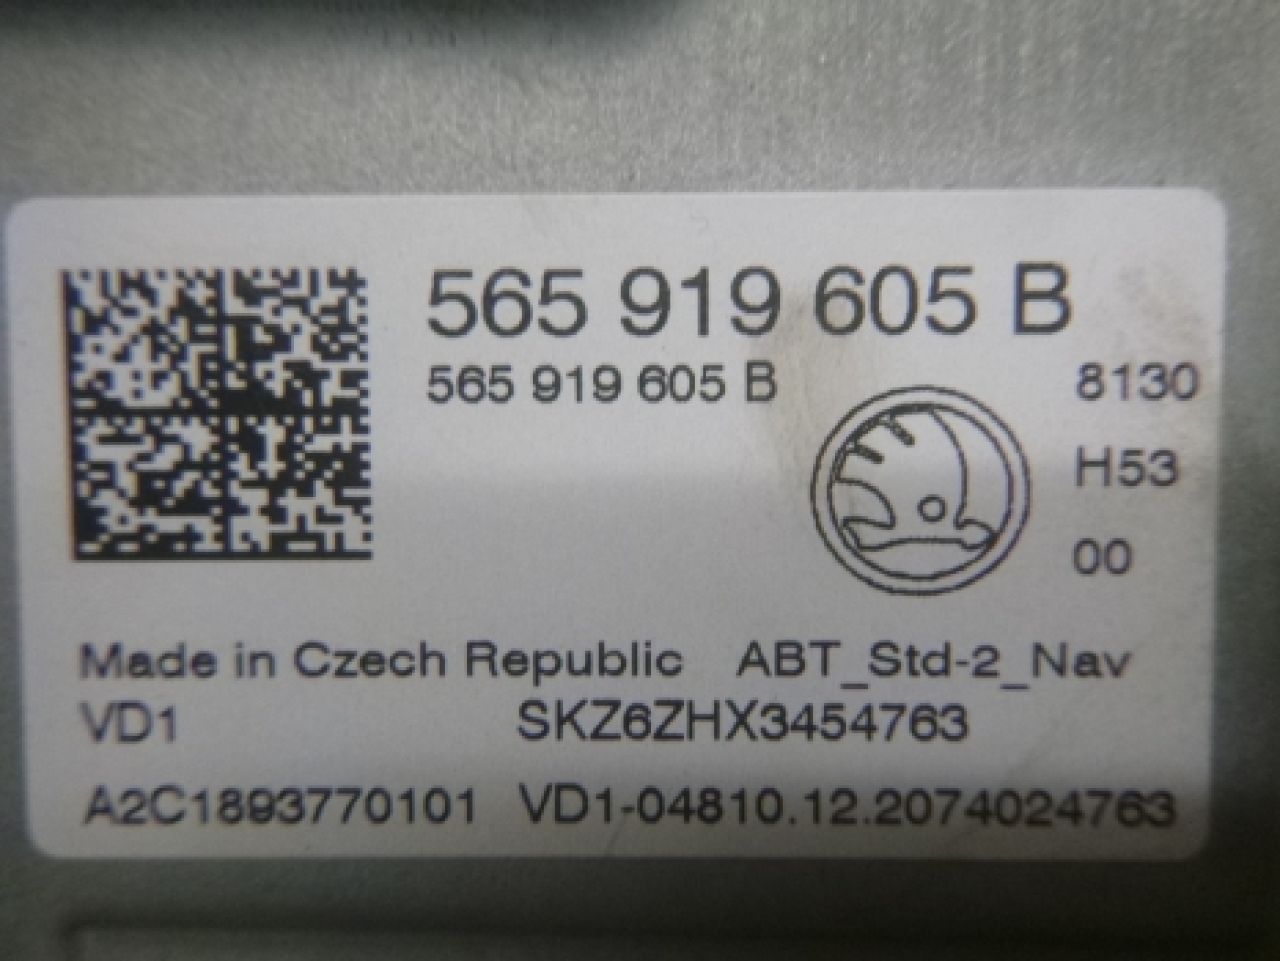 565 919 605 B
565 919 605 B
8130
H53
00
Made in Czech Republic ABT_Std-2_Nav
VD1 SKZ6ZHX3454763
A2C1893770101 VD1-04810.12.2074024763